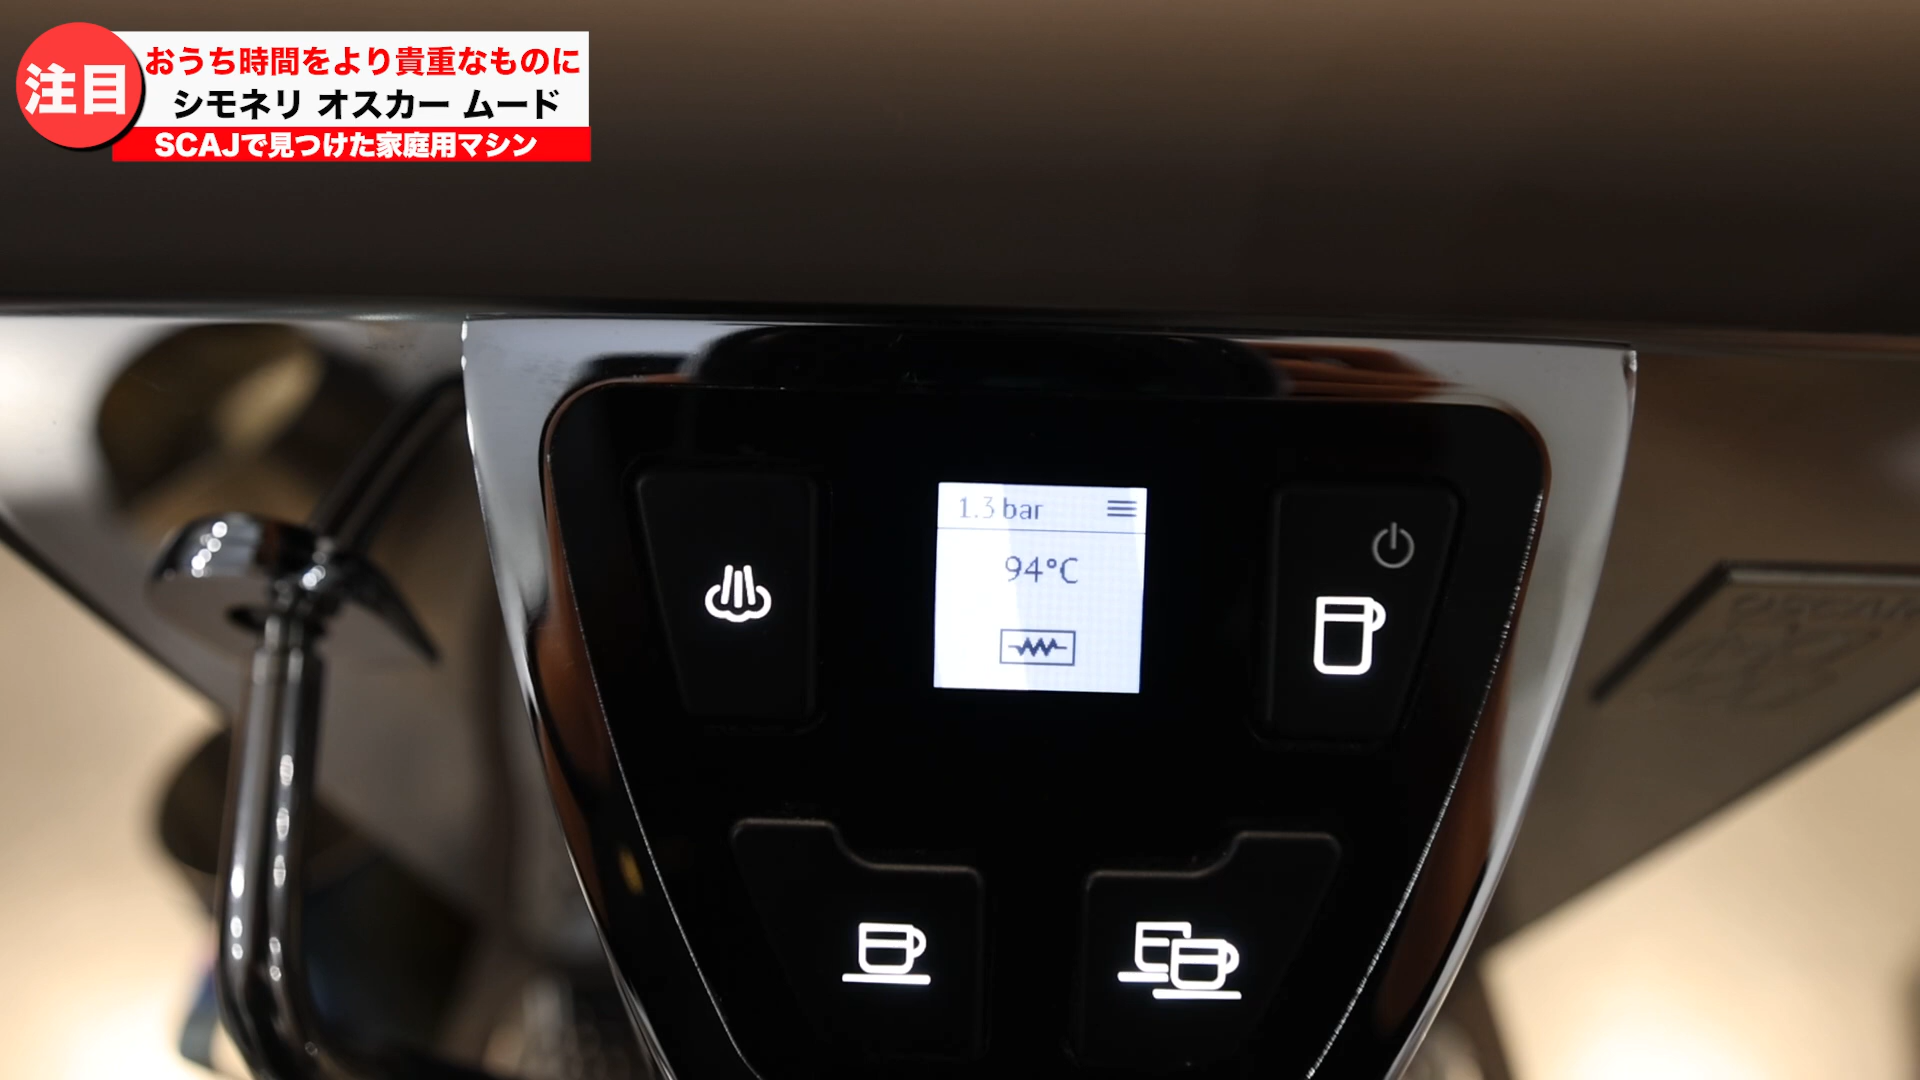 注目
おうち時間をより貴重なものに
シモネリ オスカー ムード
SCAJで見つけた家庭用マシン
1.3 bar
94°C